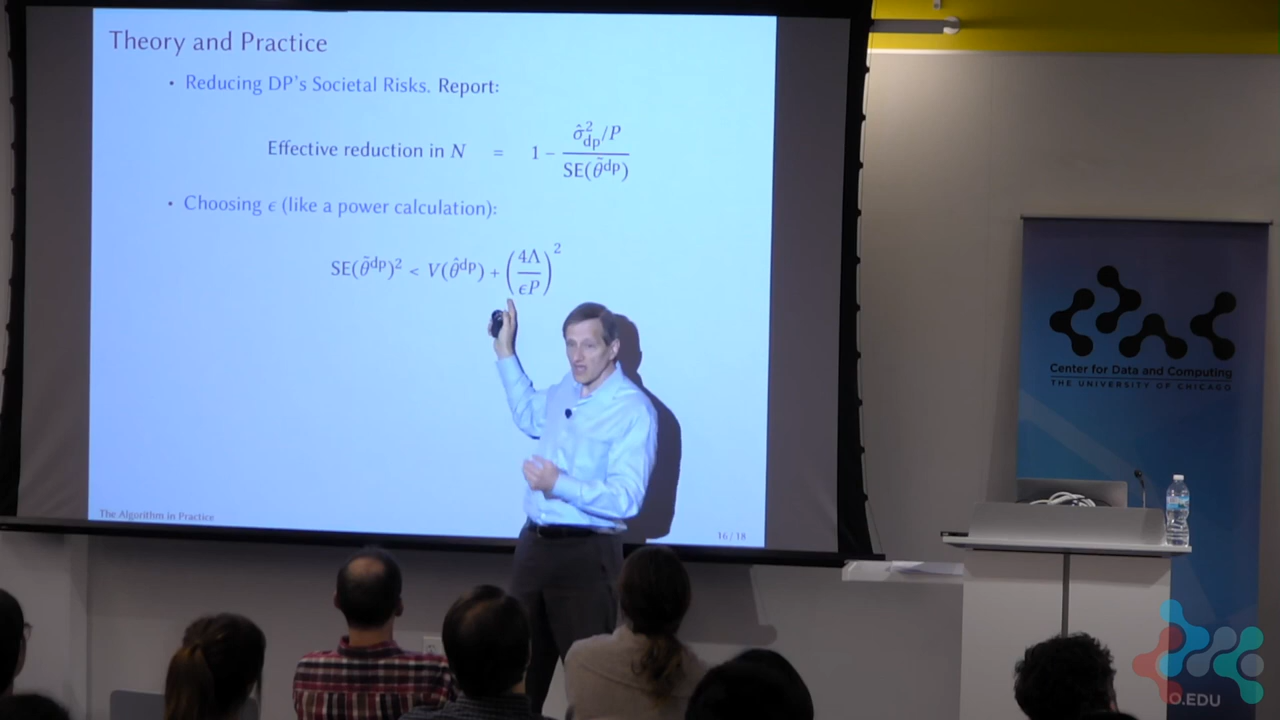 Theory and Practice
• Reducing DP's Societal Risks. Report:
Effective reduction in N = 1 − σ̂²dp/P / SE(θ̃dp)
• Choosing ϵ (like a power calculation):
SE(θ̃dp)² < V(θ̂dp) + (4Λ/ϵP)²
The Algorithm in Practice
16 / 18
Center for Data and Computing
THE UNIVERSITY OF CHICAGO
O.EDU